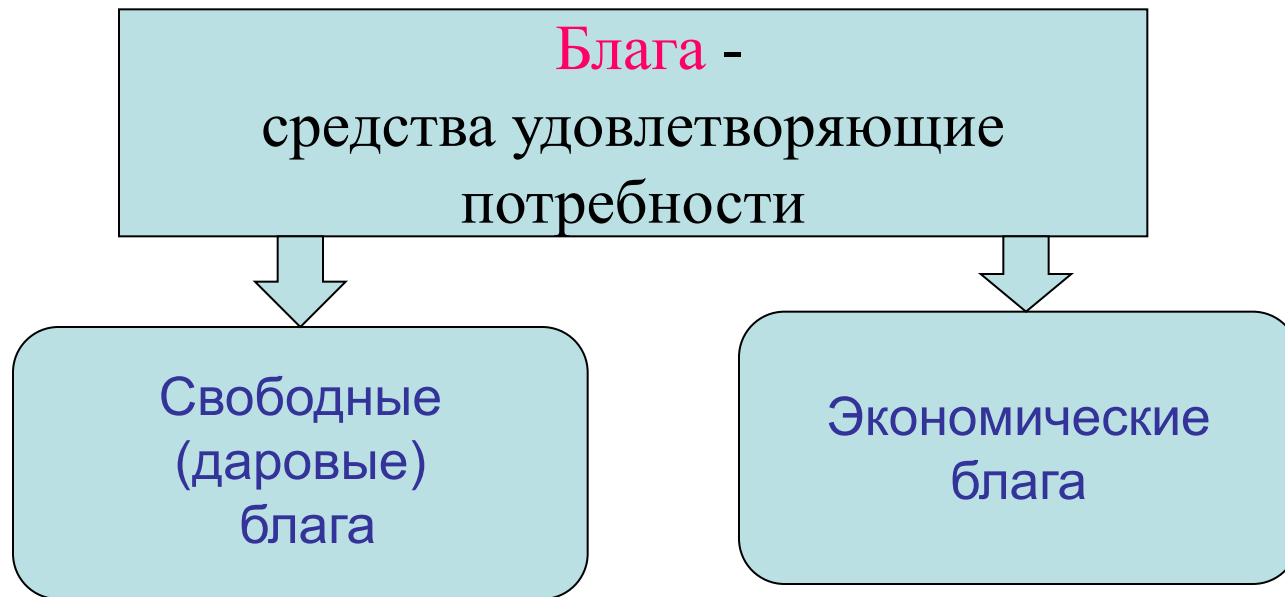 Блага -
средства удовлетворяющие
потребности
Свободные
(даровые)
блага
Экономические
блага